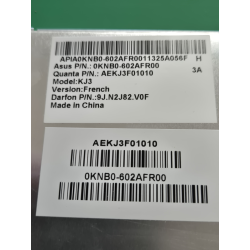 APIA0KNB0-602AFR0011325A056F H
Asus P/N.: 0KNB0-602AFR00
3A
Quanta P/N.: AEKJ3F01010
Model:KJ3
Version:French
Darfon P/N.:9J.N2J82.V0F
Made in China
AEKJ3F01010
0KNB0-602AFR00